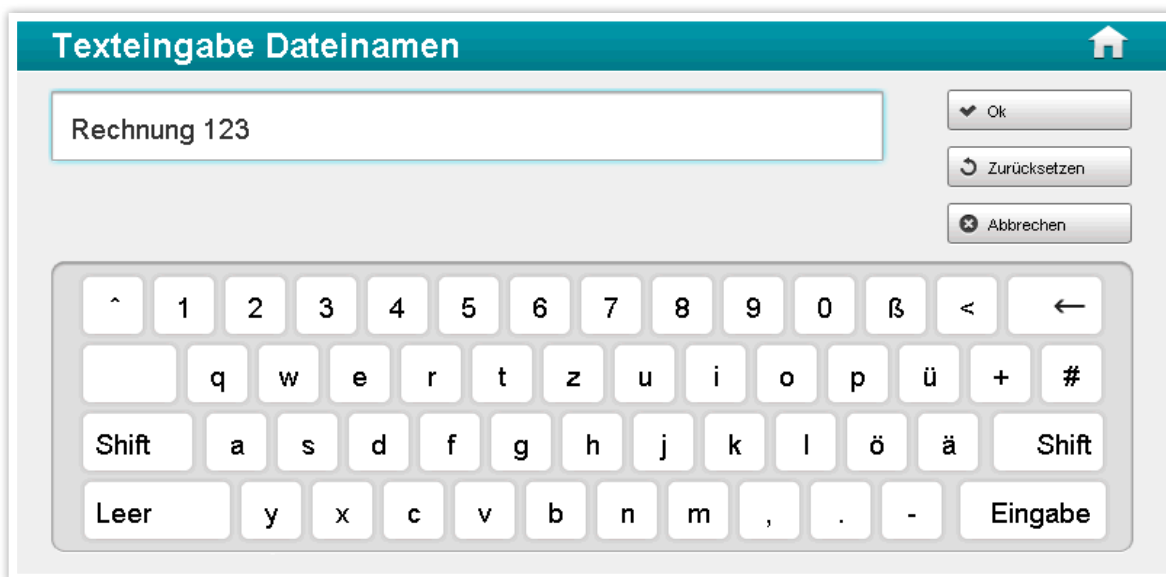 Texteingabe Dateinamen
Rechnung 123
Ok
Zurücksetzen
Abbrechen
^ 1 2 3 4 5 6 7 8 9 0 ß < ←
q w e r t z u i o p ü + #
Shift a s d f g h j k l ö ä Shift
Leer y x c v b n m , . - Eingabe